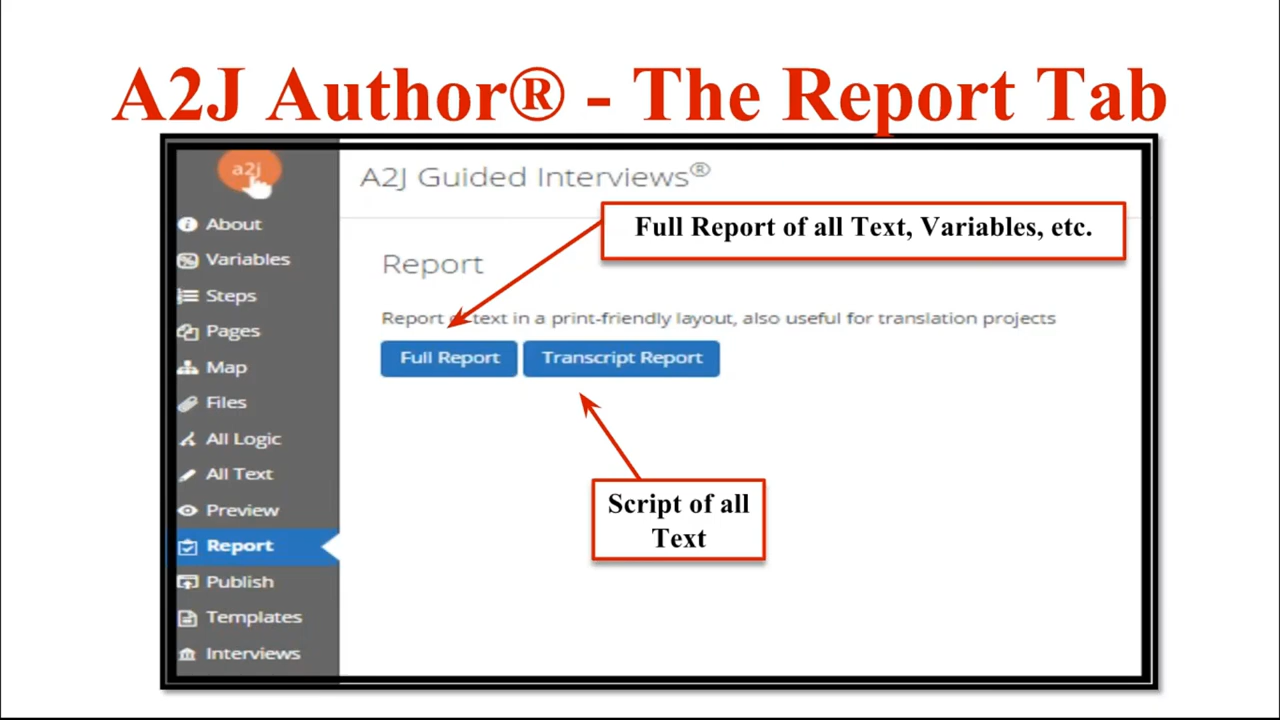 A2J Author® - The Report Tab
a2j
A2J Guided Interviews®
About
Variables
Steps
Pages
Map
Files
All Logic
All Text
Preview
Report
Publish
Templates
Interviews
Full Report of all Text, Variables, etc.
Report
Report of text in a print-friendly layout, also useful for translation projects
Full Report
Transcript Report
Script of all
Text